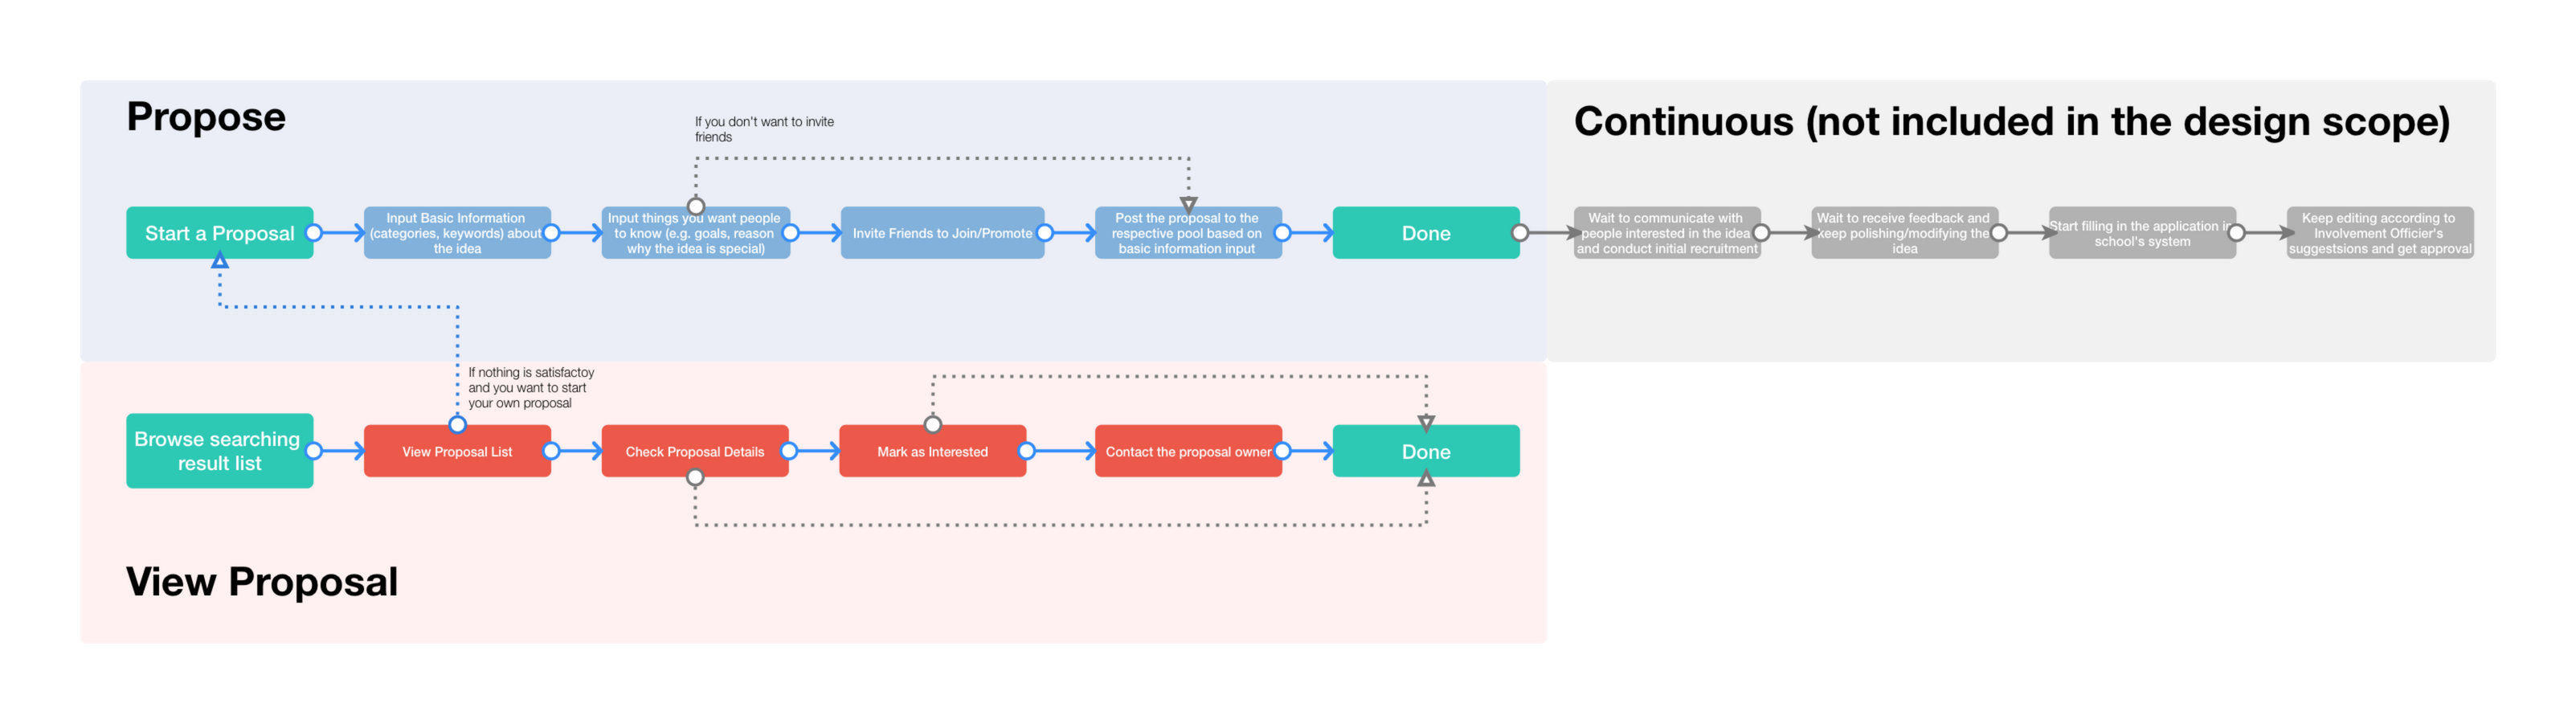 Propose
Continuous (not included in the design scope)
If you don't want to invite
friends
Start a Proposal
Input Basic Information
(categories, keywords) about
the idea
Input things you want people
to know (e.g. goals, reason
why the idea is special)
Invite Friends to Join/Promote
Post the proposal to the
respective pool based on
basic information input
Done
Wait to communicate with
people interested in the idea
and conduct initial recruitment
Wait to receive feedback and
keep polishing/modifying the
idea
Start filling in the application in
school's system
Keep editing according to
Involvement Officier's
suggestsions and get approval
If nothing is satisfactoy
and you want to start
your own proposal
Browse searching
result list
View Proposal List
Check Proposal Details
Mark as Interested
Contact the proposal owner
Done
View Proposal